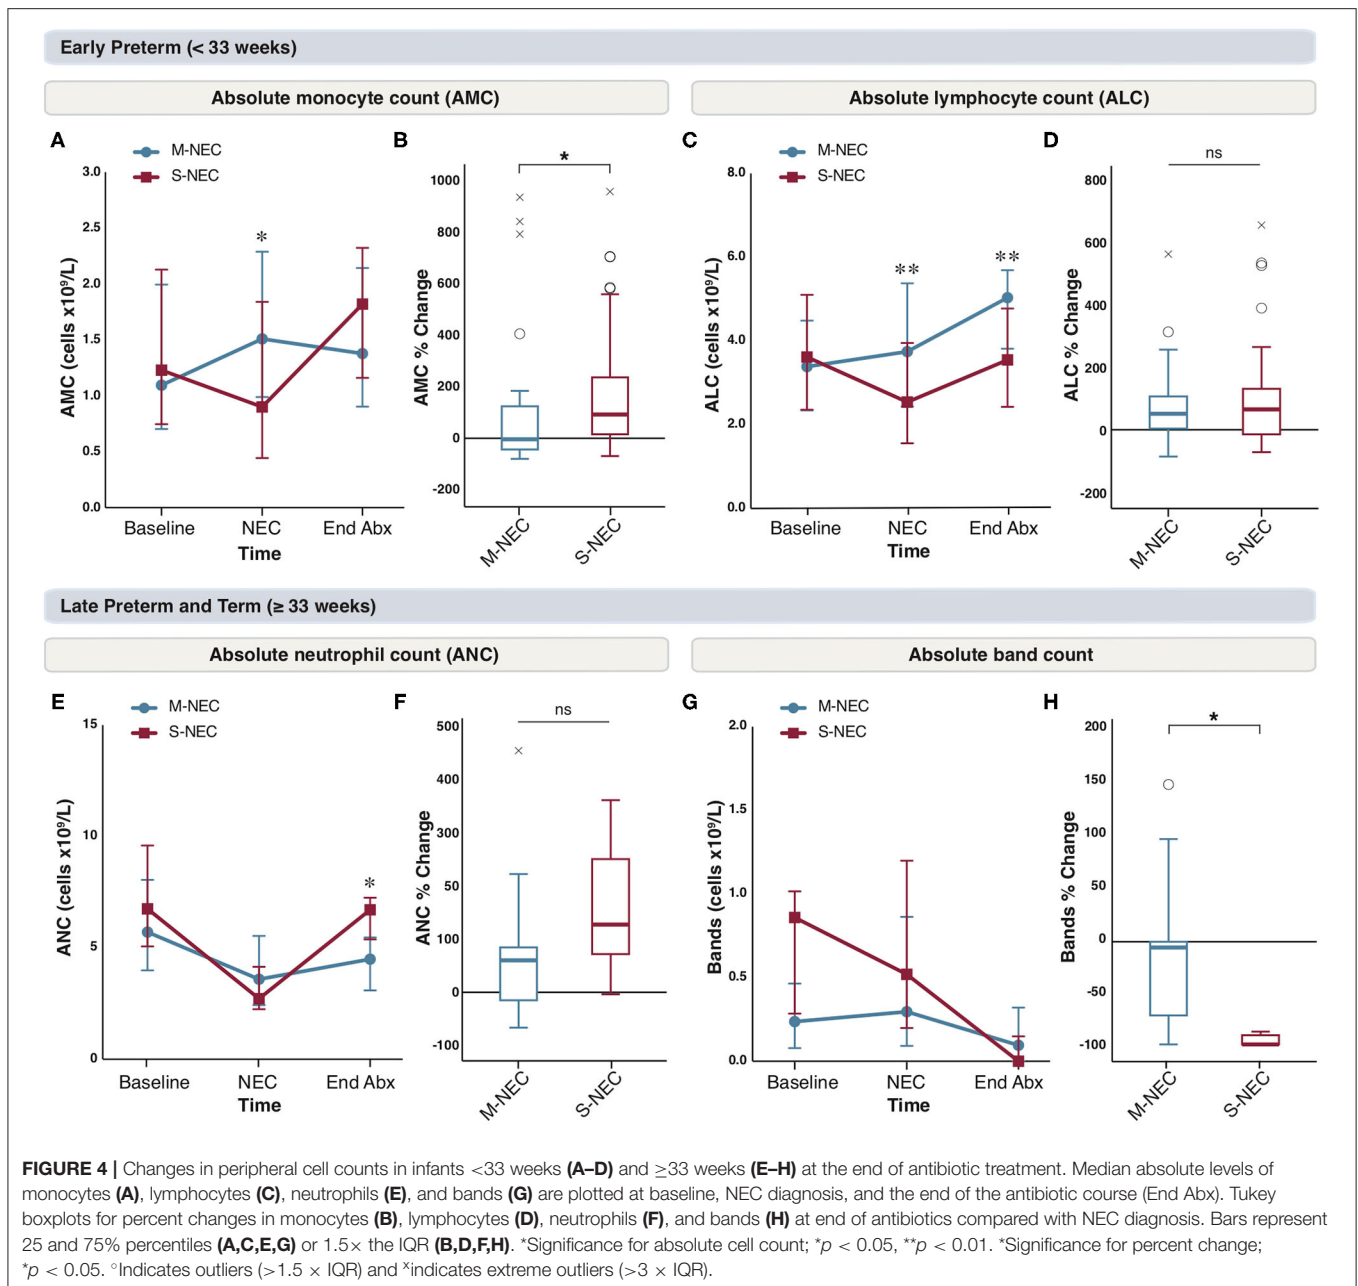 Early Preterm (< 33 weeks)
Absolute monocyte count (AMC)
Absolute lymphocyte count (ALC)
A
M-NEC
S-NEC
3.0
2.5
2.0
1.5
1.0
0.5
0.0
AMC (cells x10⁹/L)
*
Baseline
NEC
End Abx
Time
B
*
1000
800
600
400
200
0
-200
AMC % Change
M-NEC
S-NEC
C
M-NEC
S-NEC
8.0
6.0
4.0
2.0
0.0
ALC (cells x10⁹/L)
**
**
Baseline
NEC
End Abx
Time
D
ns
800
600
400
200
0
-200
ALC % Change
M-NEC
S-NEC
Late Preterm and Term (≥ 33 weeks)
Absolute neutrophil count (ANC)
Absolute band count
E
M-NEC
S-NEC
15
10
5
0
ANC (cells x10⁹/L)
*
Baseline
NEC
End Abx
Time
F
ns
500
400
300
50
100
0
-100
ANC % Change
M-NEC
S-NEC
G
M-NEC
S-NEC
2.0
1.5
1.0
0.5
0.0
Bands (cells x10⁹/L)
Baseline
NEC
End Abx
Time
H
*
200
150
100
50
0
-50
-100
Bands % Change
M-NEC
S-NEC
FIGURE 4 | Changes in peripheral cell counts in infants <33 weeks (A–D) and ≥33 weeks (E–H) at the end of antibiotic treatment. Median absolute levels of
monocytes (A), lymphocytes (C), neutrophils (E), and bands (G) are plotted at baseline, NEC diagnosis, and the end of the antibiotic course (End Abx). Tukey
boxplots for percent changes in monocytes (B), lymphocytes (D), neutrophils (F), and bands (H) at end of antibiotics compared with NEC diagnosis. Bars represent
25 and 75% percentiles (A,C,E,G) or 1.5× the IQR (B,D,F,H). *Significance for absolute cell count; *p < 0.05, **p < 0.01. *Significance for percent change;
*p < 0.05. °Indicates outliers (>1.5 × IQR) and ˣindicates extreme outliers (>3 × IQR).